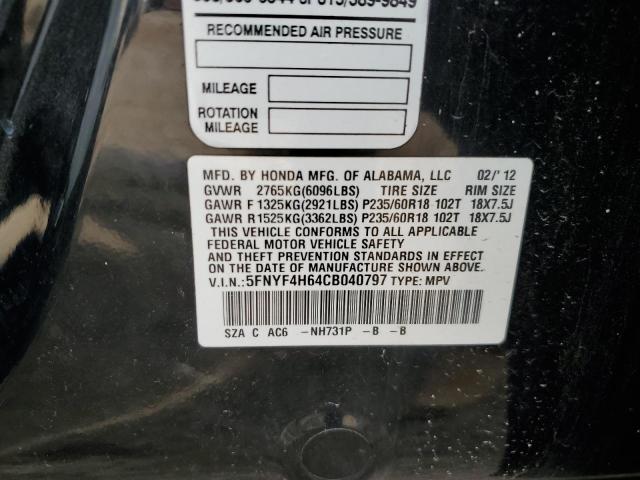 RECOMMENDED AIR PRESSURE
MILEAGE
ROTATION
MILEAGE
MFD. BY HONDA MFG. OF ALABAMA, LLC 02/'12
GVWR 2765KG(6096LBS) TIRE SIZE RIM SIZE
GAWR F 1325KG(2921LBS) P235/60R18 102T 18X7.5J
GAWR R 1525KG(3362LBS) P235/60R18 102T 18X7.5J
THIS VEHICLE CONFORMS TO ALL APPLICABLE
FEDERAL MOTOR VEHICLE SAFETY
AND THEFT PREVENTION STANDARDS IN EFFECT
ON THE DATE OF MANUFACTURE SHOWN ABOVE.
V.I.N.:5FNYF4H64CB040797 TYPE: MPV
SZA C AC6 -NH731P -B -B